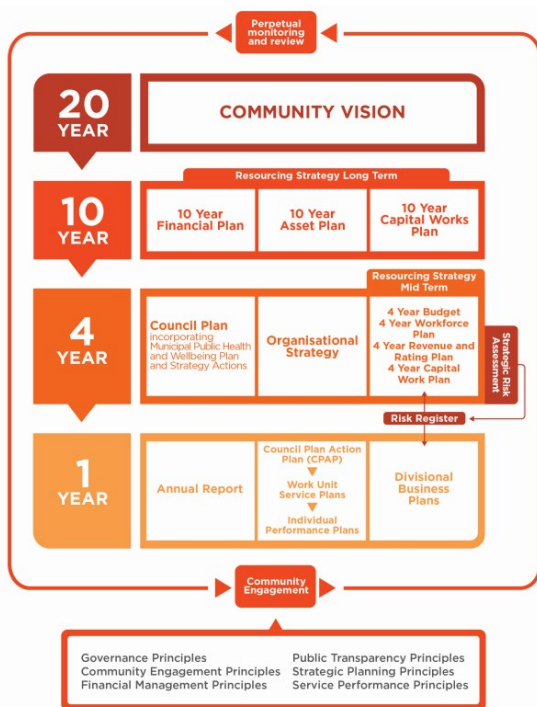 Perpetual
monitoring
and review
20
YEAR
COMMUNITY VISION
Resourcing Strategy Long Term
10
YEAR
10 Year
Financial Plan
10 Year
Asset Plan
10 Year
Capital Works
Plan
Resourcing Strategy
Mid Term
4
YEAR
Council Plan
incorporating
Municipal Public Health
and Wellbeing Plan
and Strategy Actions
Organisational
Strategy
4 Year Budget
4 Year Workforce
Plan
4 Year Revenue and
Rating Plan
4 Year Capital
Work Plan
Strategic Risk
Assessment
Risk Register
1
YEAR
Annual Report
Council Plan Action
Plan (CPAP)
Work Unit
Service Plans
Individual
Performance Plans
Divisional
Business
Plans
Community
Engagement
Governance Principles
Community Engagement Principles
Financial Management Principles
Public Transparency Principles
Strategic Planning Principles
Service Performance Principles